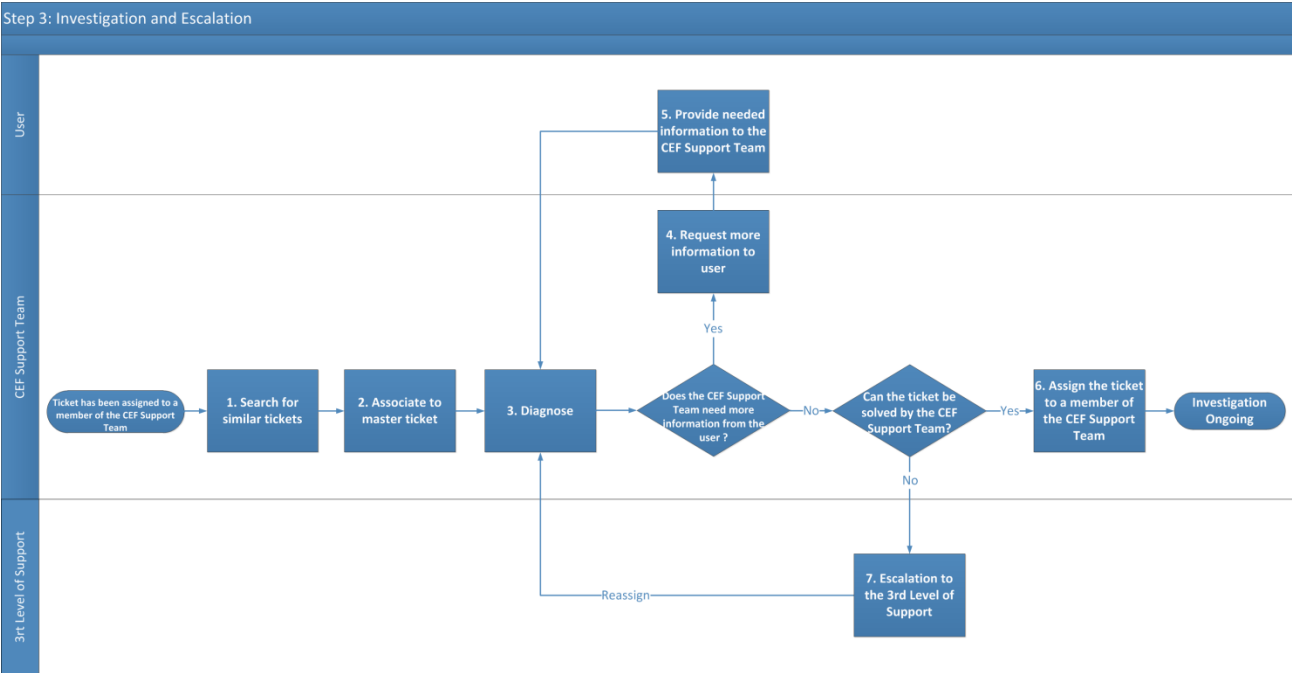 Step 3: Investigation and Escalation
User
5. Provide needed
information to the
CEF Support Team
CEF Support Team
4. Request more
information to
user
Yes
Ticket has been assigned to a
member of the CEF Support
Team
1. Search for
similar tickets
2. Associate to
master ticket
3. Diagnose
Does the CEF Support
Team need more
information from the
user ?
No
Can the ticket be
solved by the CEF
Support Team?
Yes
6. Assign the ticket
to a member of
the CEF Support
Team
Investigation
Ongoing
No
3rt Level of Support
7. Escalation to
the 3rd Level of
Support
Reassign